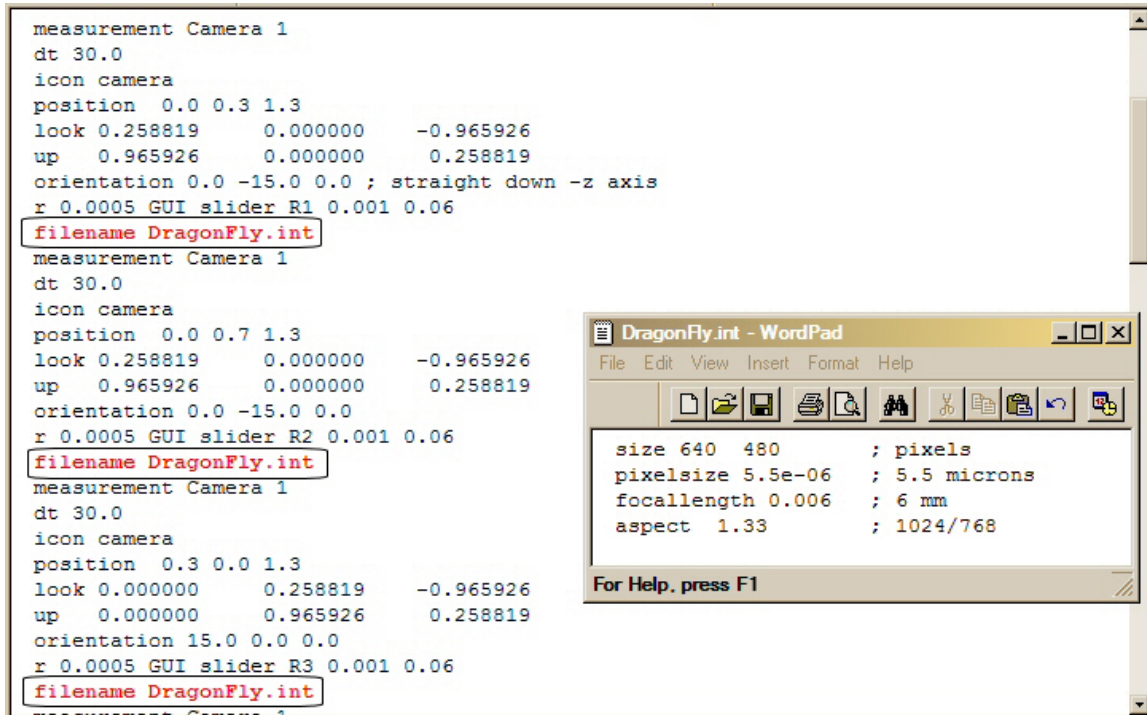 measurement Camera 1
dt 30.0
icon camera
position  0.0 0.3 1.3
look 0.258819     0.000000    -0.965926
up   0.965926     0.000000     0.258819
orientation 0.0 -15.0 0.0 ; straight down -z axis
r 0.0005 GUI slider R1 0.001 0.06
filename DragonFly.int
measurement Camera 1
dt 30.0
icon camera
position  0.0 0.7 1.3
look 0.258819     0.000000    -0.965926
up   0.965926     0.000000     0.258819
orientation 0.0 -15.0 0.0
r 0.0005 GUI slider R2 0.001 0.06
filename DragonFly.int
measurement Camera 1
dt 30.0
icon camera
position  0.3 0.0 1.3
look 0.000000     0.258819    -0.965926
up   0.000000     0.965926     0.258819
orientation 15.0 0.0 0.0
r 0.0005 GUI slider R3 0.001 0.06
filename DragonFly.int
measurement Camera 1
DragonFly.int - WordPad
File Edit View Insert Format Help
size 640  480       ; pixels
pixelsize 5.5e-06   ; 5.5 microns
focallength 0.006   ; 6 mm
aspect  1.33        ; 1024/768
For Help, press F1